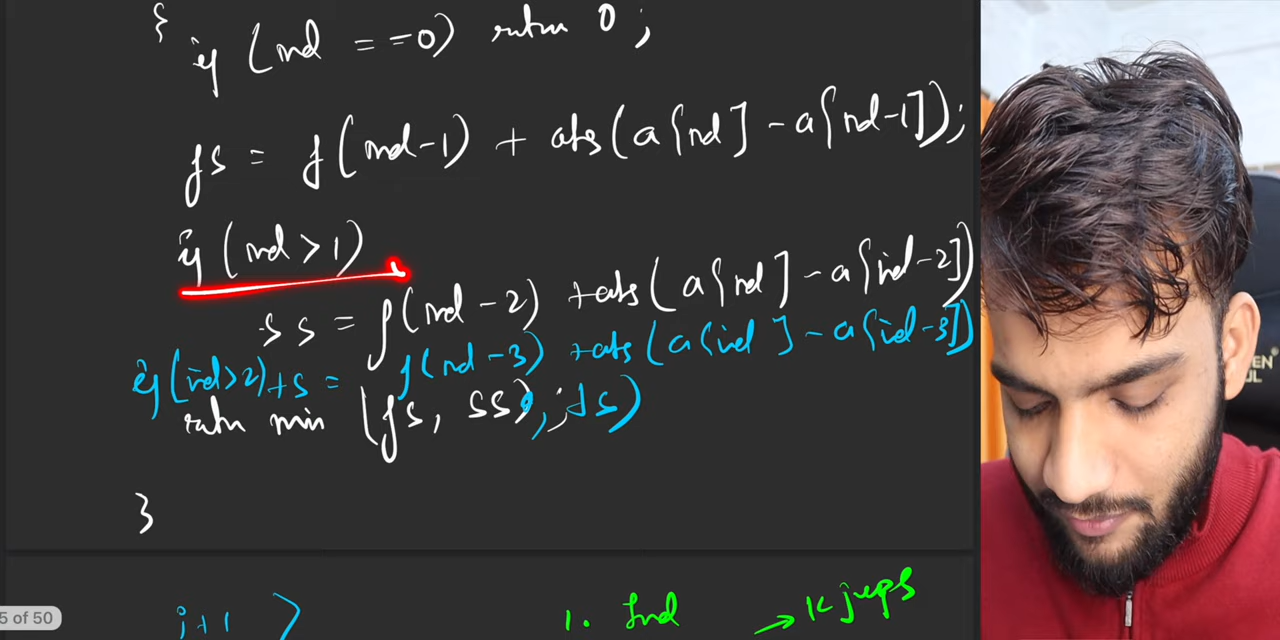 {
if (ind == 0) return 0;
fs = f(ind-1) + abs(a[ind] - a[ind-1]);
if (ind > 1)
ss = f(ind-2) + abs(a[ind] - a[ind-2])
if(ind>2) ts = f(ind-3) + abs(a[ind] - a[ind-3])
return min (fs, ss), ; ts)
}
5 of 50
i+1 >
1. Ind → k jumps